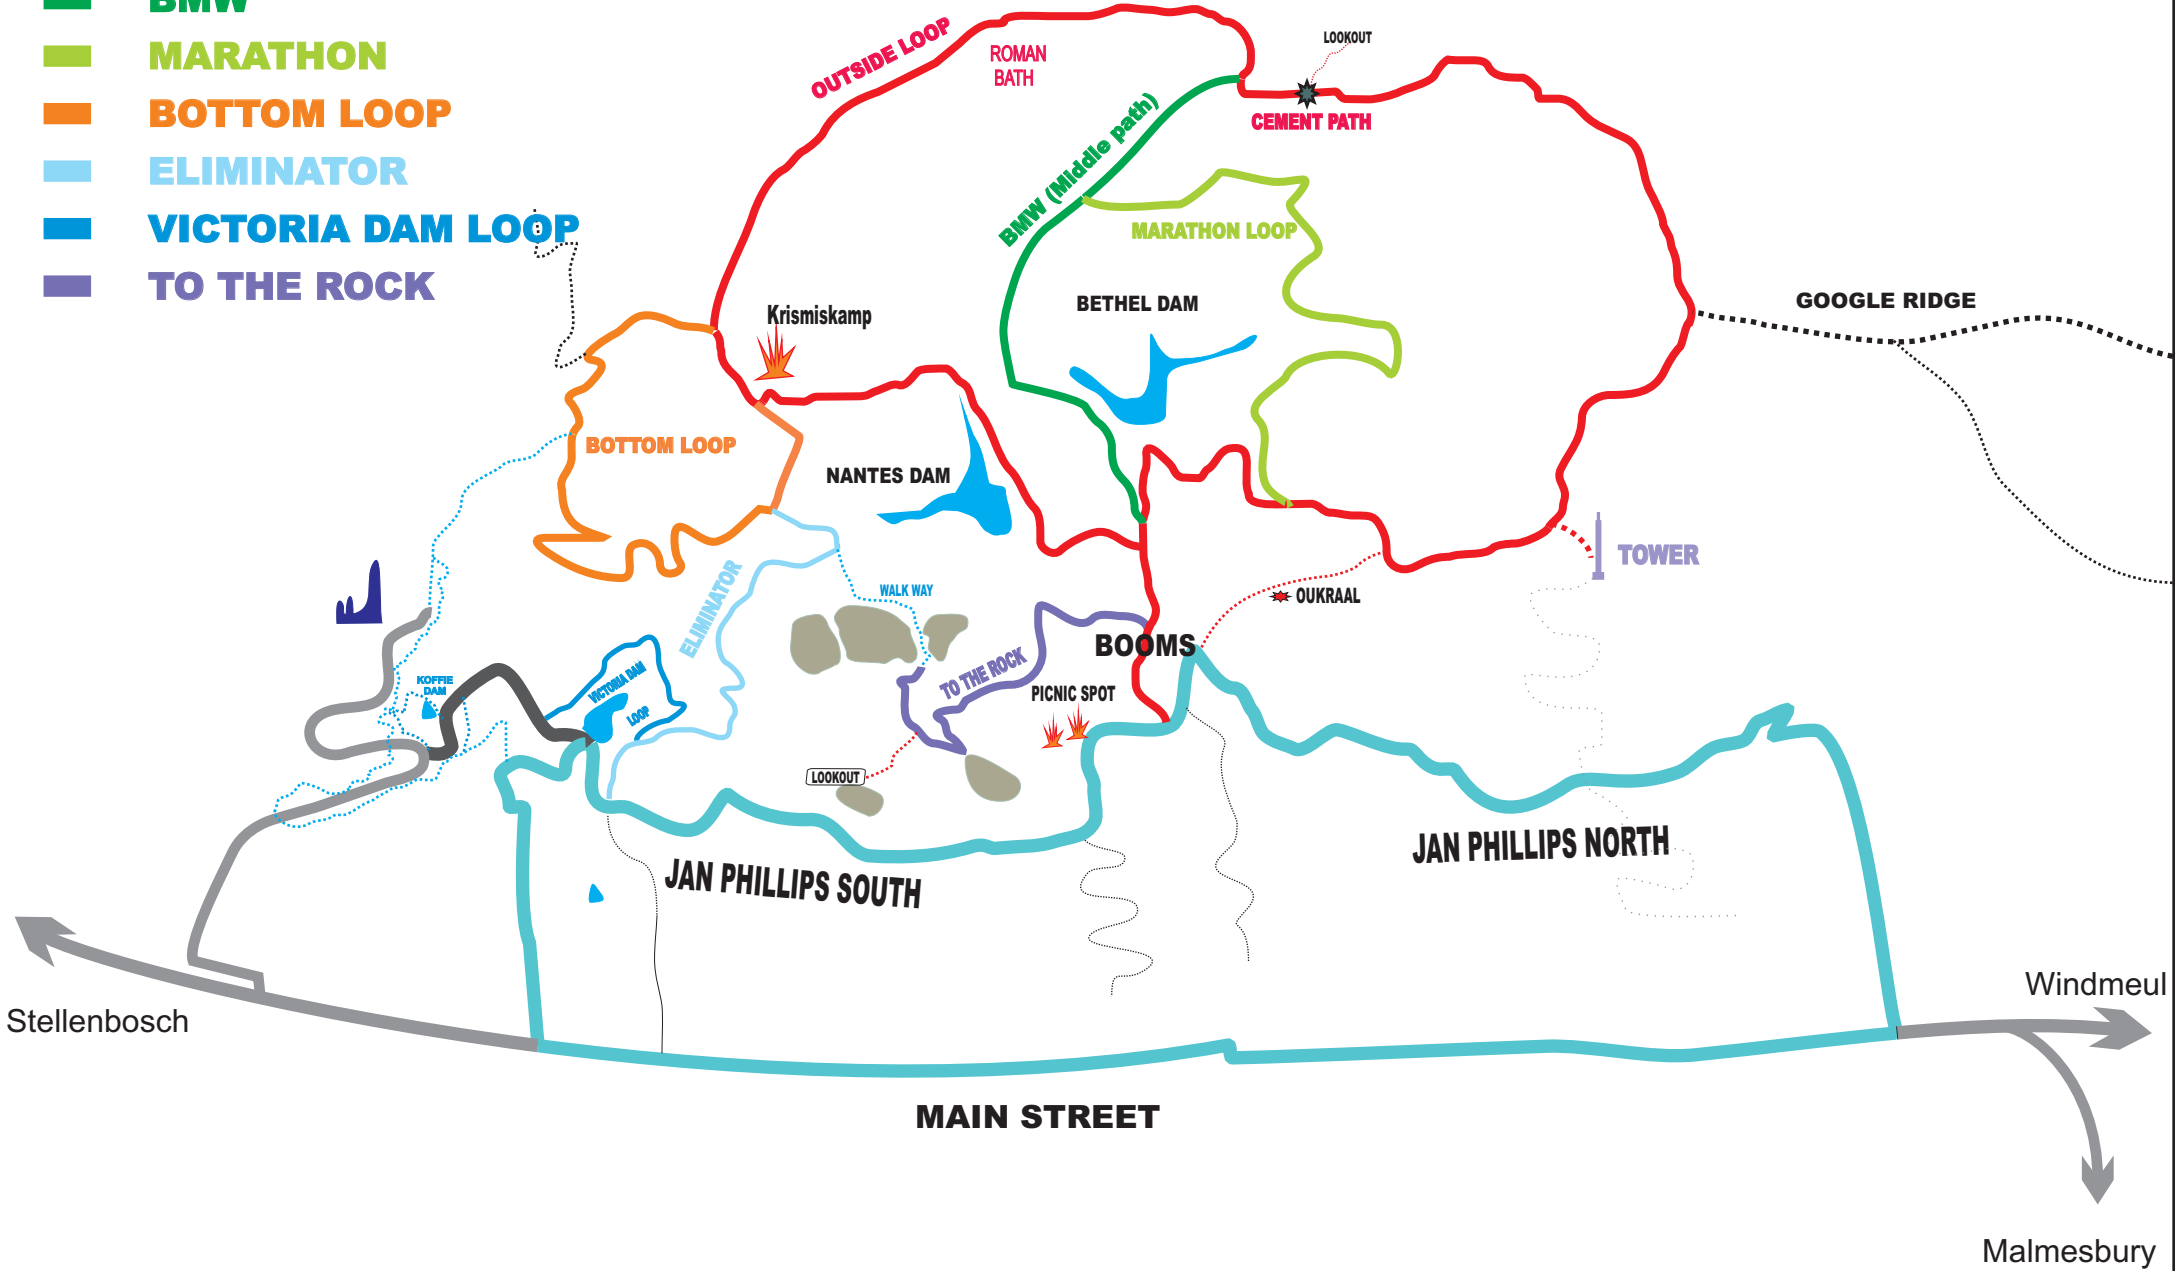 BMW
MARATHON
BOTTOM LOOP
ELIMINATOR
VICTORIA DAM LOOP
TO THE ROCK
OUTSIDE LOOP
ROMAN
BATH
LOOKOUT
CEMENT PATH
BMW (Middle path)
MARATHON LOOP
BETHEL DAM
GOOGLE RIDGE
Krismiskamp
BOTTOM LOOP
NANTES DAM
TOWER
ELIMINATOR
WALK WAY
OUKRAAL
BOOMS
TO THE ROCK
PICNIC SPOT
KOFFIE
DAM
VICTORIA DAM
LOOP
LOOKOUT
JAN PHILLIPS SOUTH
JAN PHILLIPS NORTH
Stellenbosch
Windmeul
MAIN STREET
Malmesbury